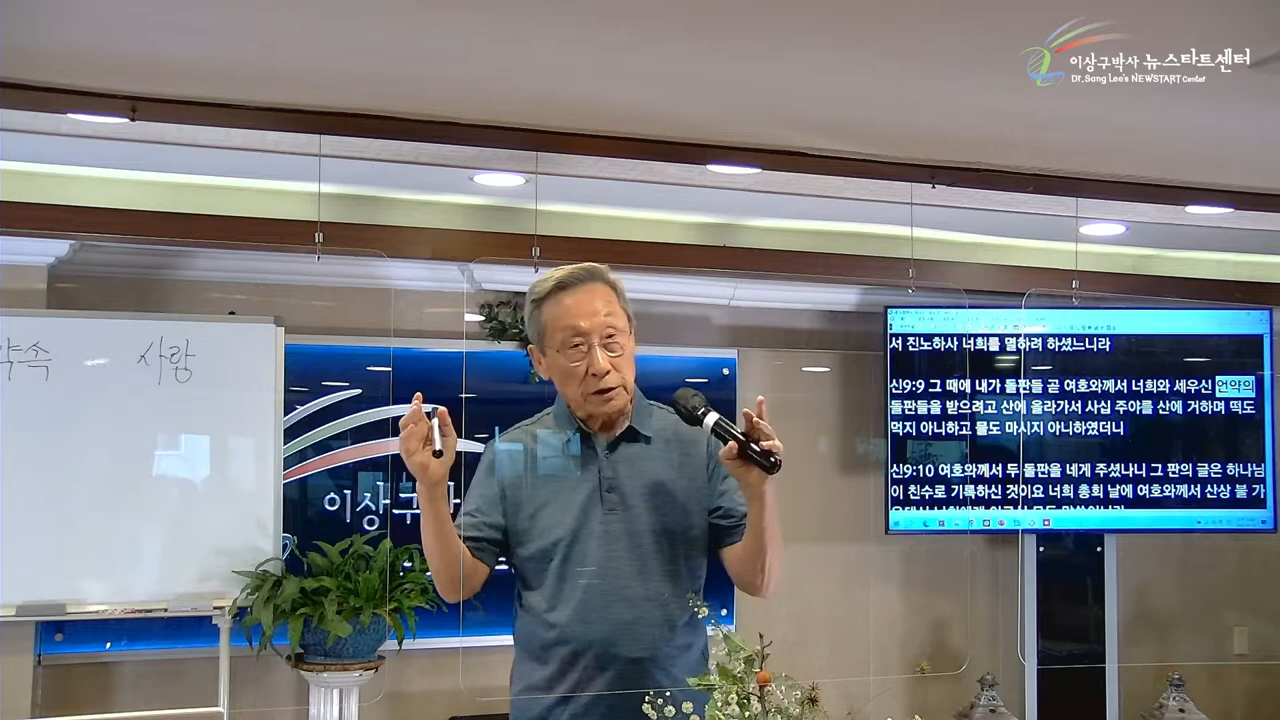 이상구박사 뉴스타트센터
Dr. Sang Lee's NEWSTART Center
약속 사람
이상구
서 진노하사 너희를 멸하려 하셨느니라
신9:9 그 때에 내가 돌판들 곧 여호와께서 너희와 세우신 언약의
돌판들을 받으려고 산에 올라가서 사십 주야를 산에 거하며 떡도
먹지 아니하고 물도 마시지 아니하였더니
신9:10 여호와께서 두 돌판을 네게 주셨나니 그 판의 글은 하나님
이 친수로 기록하신 것이요 너희 총회 날에 여호와께서 산상 불 가